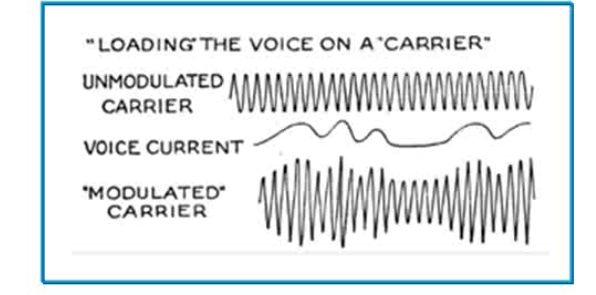 "LOADING" THE VOICE ON A "CARRIER"
UNMODULATED
CARRIER
VOICE CURRENT
"MODULATED"
CARRIER